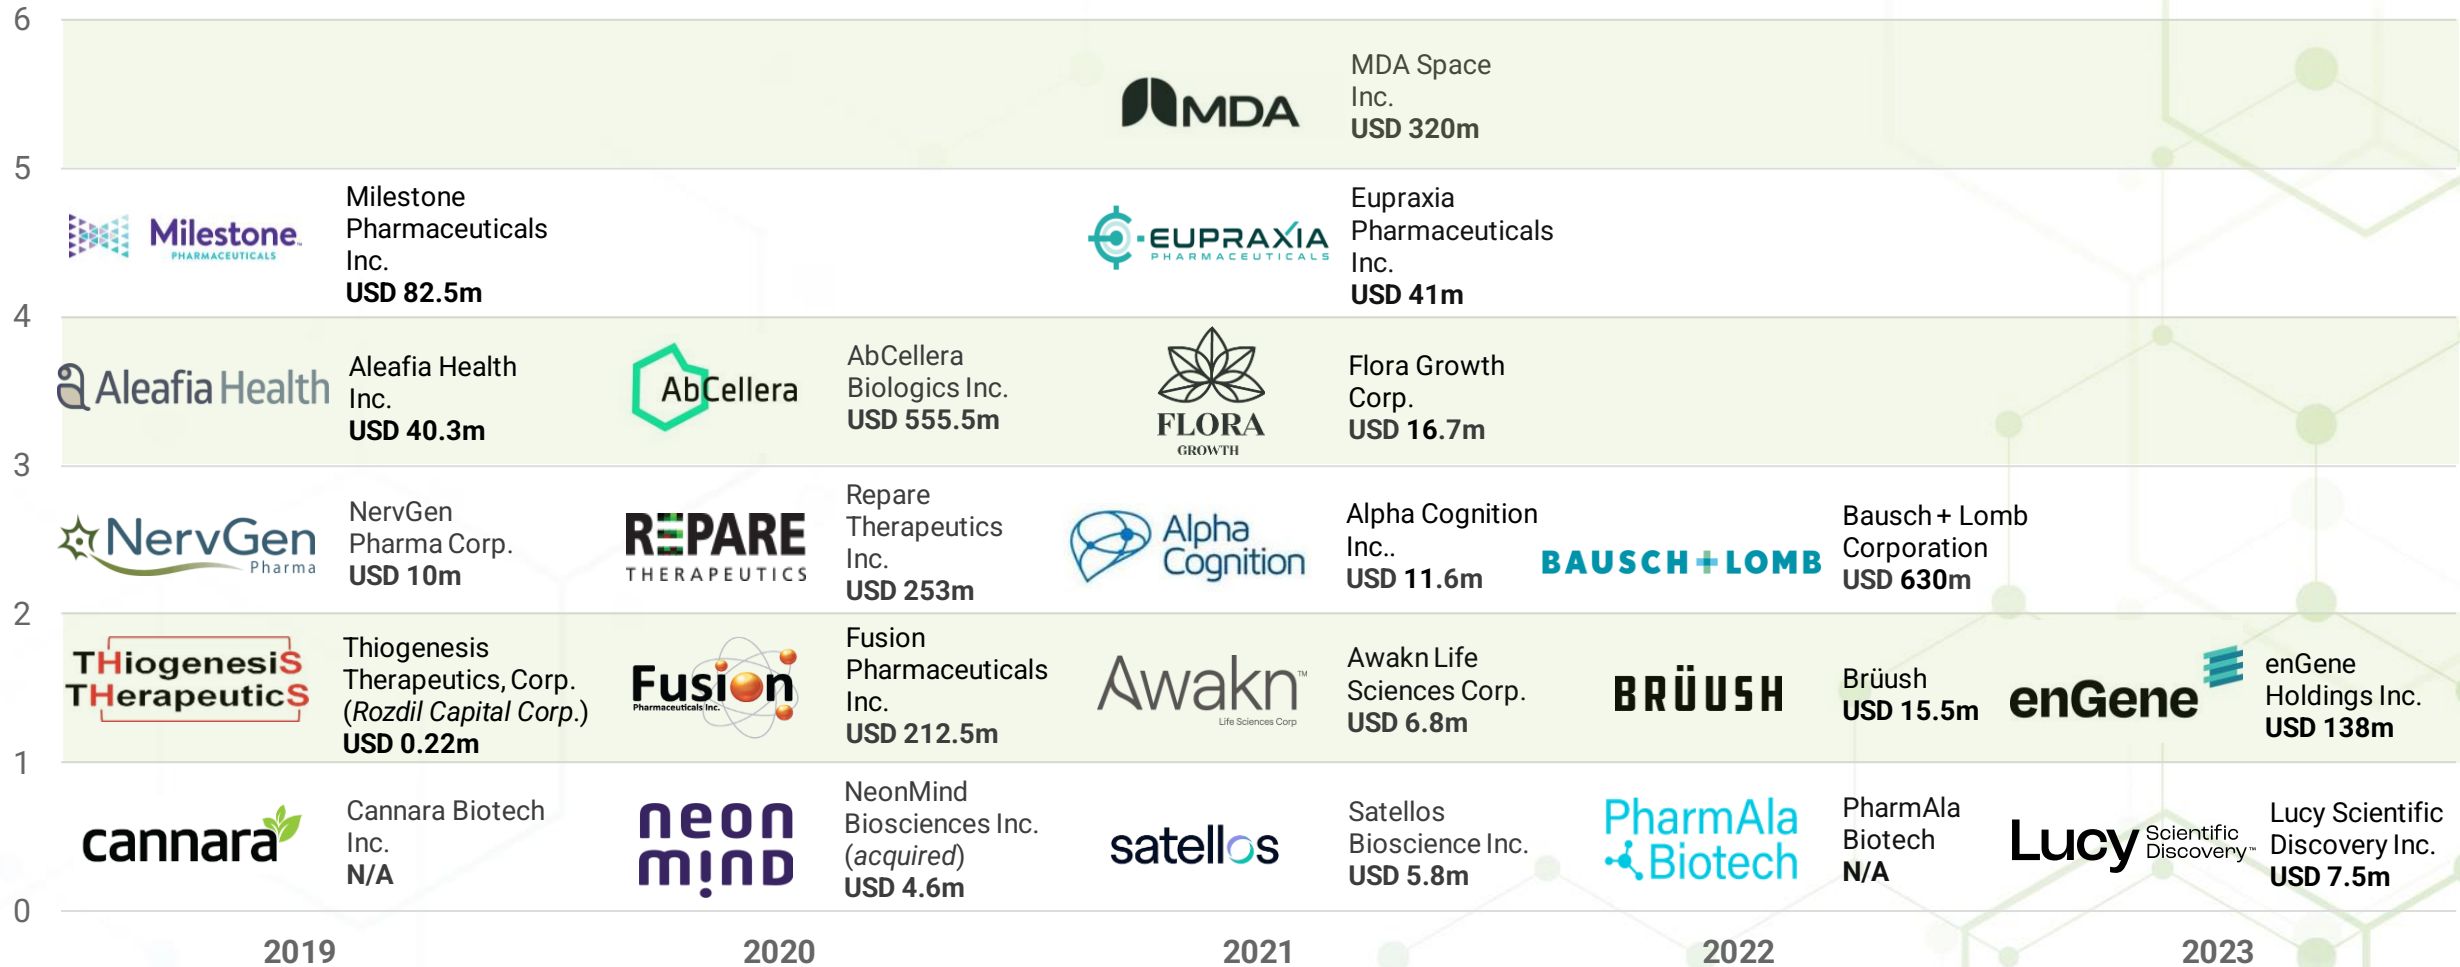 6
MDA
MDA Space
Inc.
USD 320m
5
Milestone
PHARMACEUTICALS
Milestone
Pharmaceuticals
Inc.
USD 82.5m
EUPRAXIA
PHARMACEUTICALS
Eupraxia
Pharmaceuticals
Inc.
USD 41m
4
Aleafia Health
Aleafia Health
Inc.
USD 40.3m
AbCellera
AbCellera
Biologics Inc.
USD 555.5m
FLORA
GROWTH
Flora Growth
Corp.
USD 16.7m
3
NervGen
Pharma
NervGen
Pharma Corp.
USD 10m
REPARE
THERAPEUTICS
Repare
Therapeutics
Inc.
USD 253m
Alpha
Cognition
Alpha Cognition
Inc..
USD 11.6m
BAUSCH + LOMB
Bausch + Lomb
Corporation
USD 630m
2
THiogenesiS
THerapeuticS
Thiogenesis
Therapeutics, Corp.
(Rozdil Capital Corp.)
USD 0.22m
Fusion
Pharmaceuticals Inc.
Fusion
Pharmaceuticals
Inc.
USD 212.5m
Awakn™
Life Sciences Corp
Awakn Life
Sciences Corp.
USD 6.8m
BRÜUSH
Brüush
USD 15.5m
enGene
enGene
Holdings Inc.
USD 138m
1
cannara
Cannara Biotech
Inc.
N/A
neon
mind
NeonMind
Biosciences Inc.
(acquired)
USD 4.6m
satellos
Satellos
Bioscience Inc.
USD 5.8m
PharmAla
Biotech
PharmAla
Biotech
N/A
Lucy Scientific
Discovery™
Lucy Scientific
Discovery Inc.
USD 7.5m
0
2019 2020 2021 2022 2023